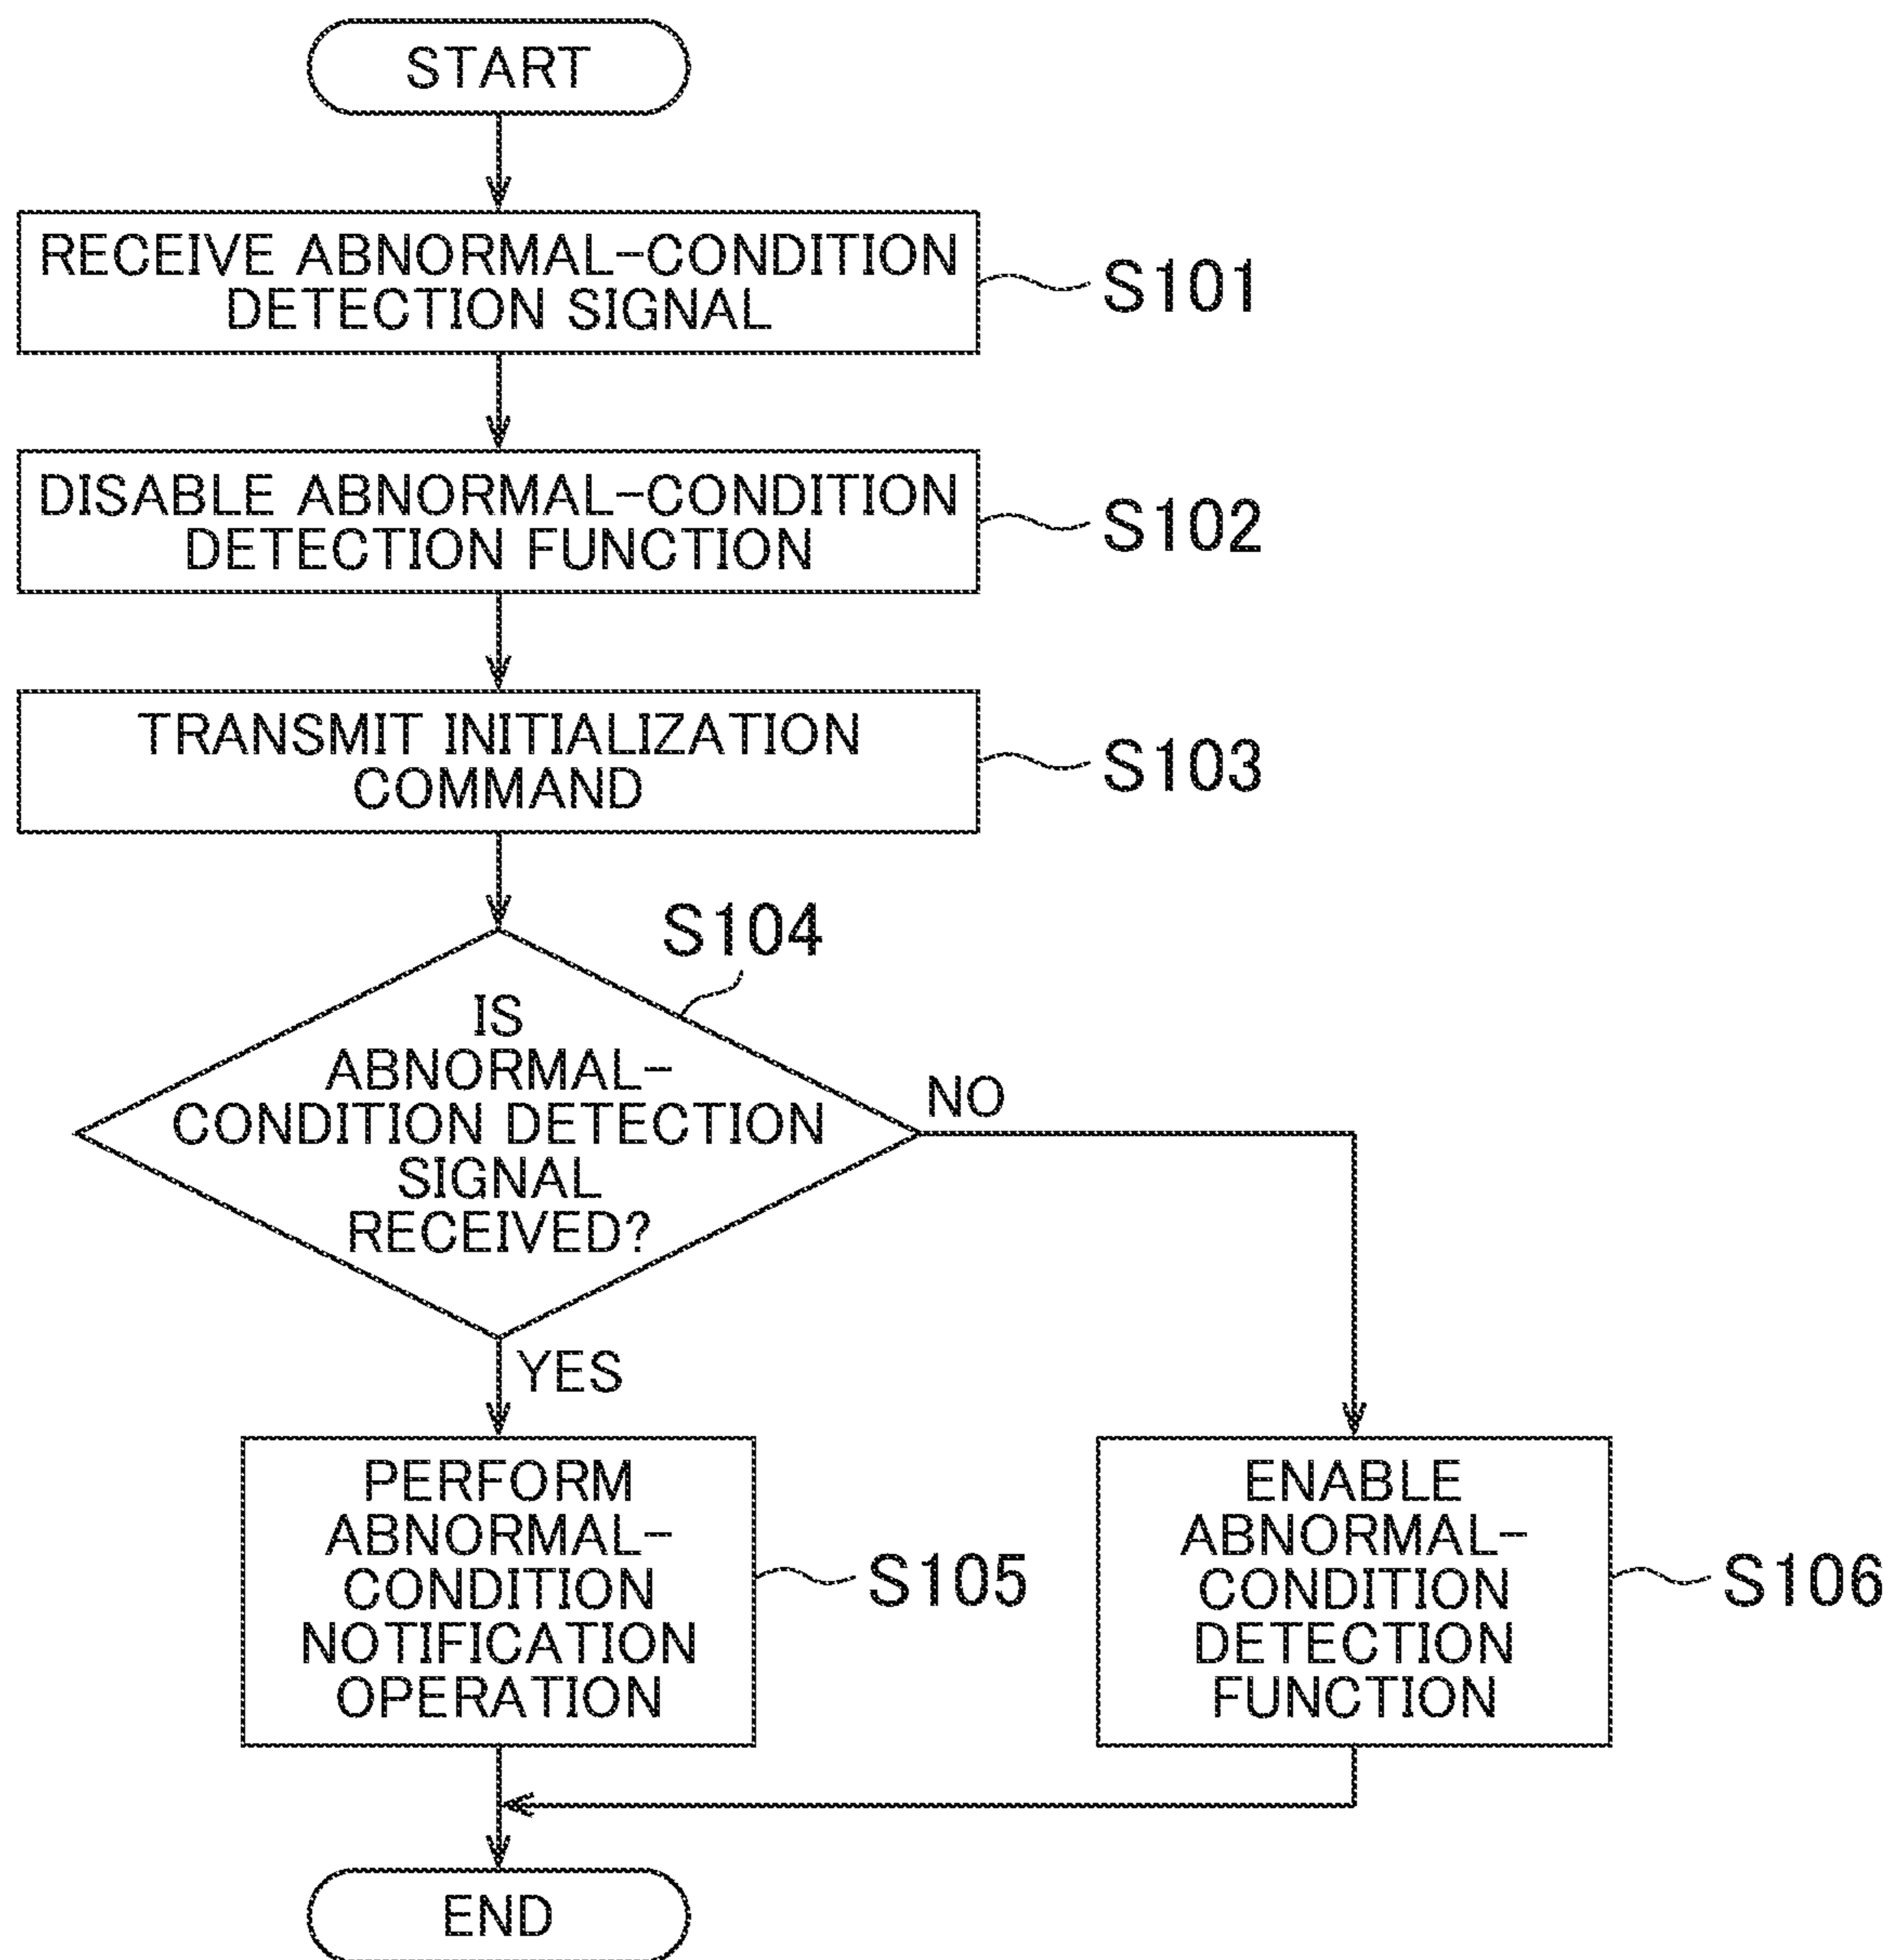 START
RECEIVE ABNORMAL-CONDITION
DETECTION SIGNAL
S101
DISABLE ABNORMAL-CONDITION
DETECTION FUNCTION
S102
TRANSMIT INITIALIZATION
COMMAND
S103
S104
IS
ABNORMAL-
CONDITION DETECTION
SIGNAL
RECEIVED?
NO
YES
PERFORM
ABNORMAL-
CONDITION
NOTIFICATION
OPERATION
S105
ENABLE
ABNORMAL-
CONDITION
DETECTION
FUNCTION
S106
END